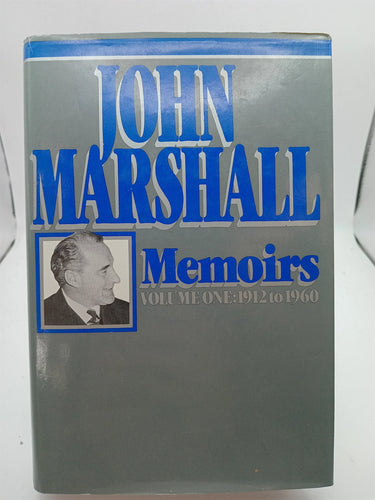 JOHN
MARSHALL
Memoirs
VOLUME ONE: 1912 to 1960